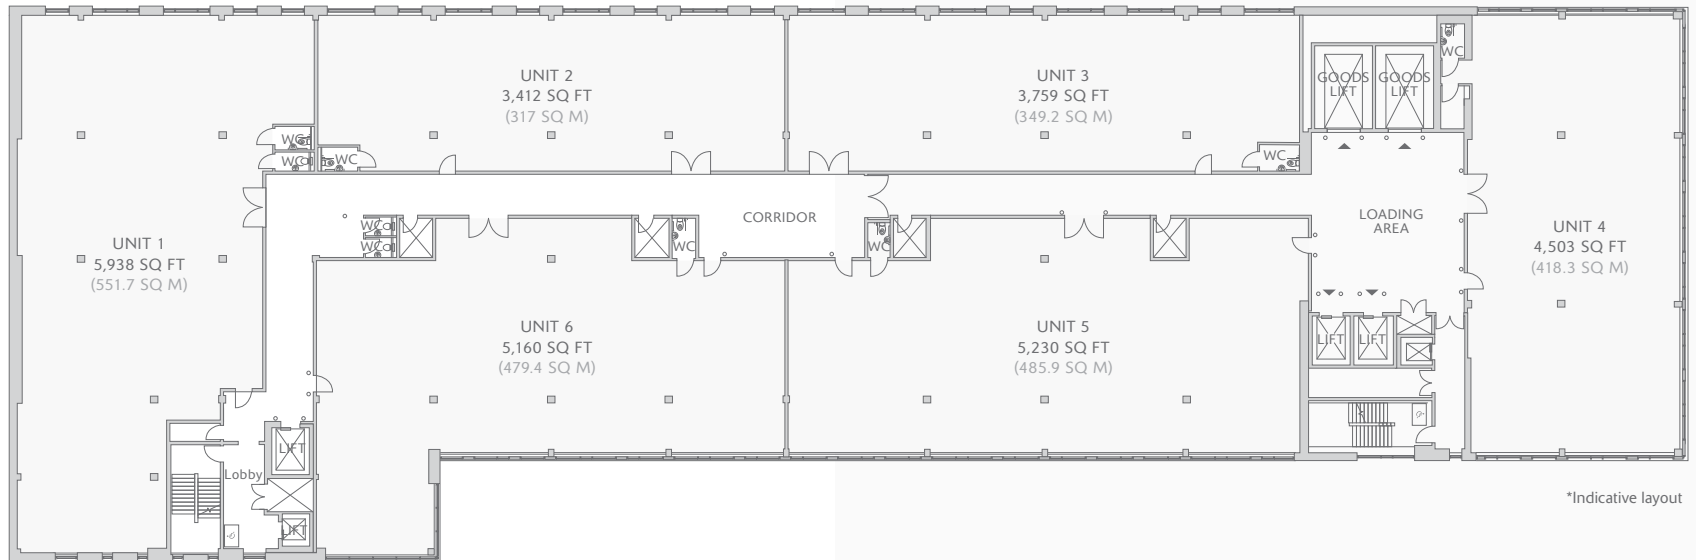 UNIT 1
5,938 SQ FT
(551.7 SQ M)
UNIT 2
3,412 SQ FT
(317 SQ M)
UNIT 3
3,759 SQ FT
(349.2 SQ M)
UNIT 4
4,503 SQ FT
(418.3 SQ M)
UNIT 6
5,160 SQ FT
(479.4 SQ M)
UNIT 5
5,230 SQ FT
(485.9 SQ M)
WC
WC
WC
WC
WC
WC
WC
WC
WC
CORRIDOR
GOODS
LIFT
GOODS
LIFT
LOADING
AREA
LIFT
LIFT
LIFT
Lobby
LIFT
*Indicative layout